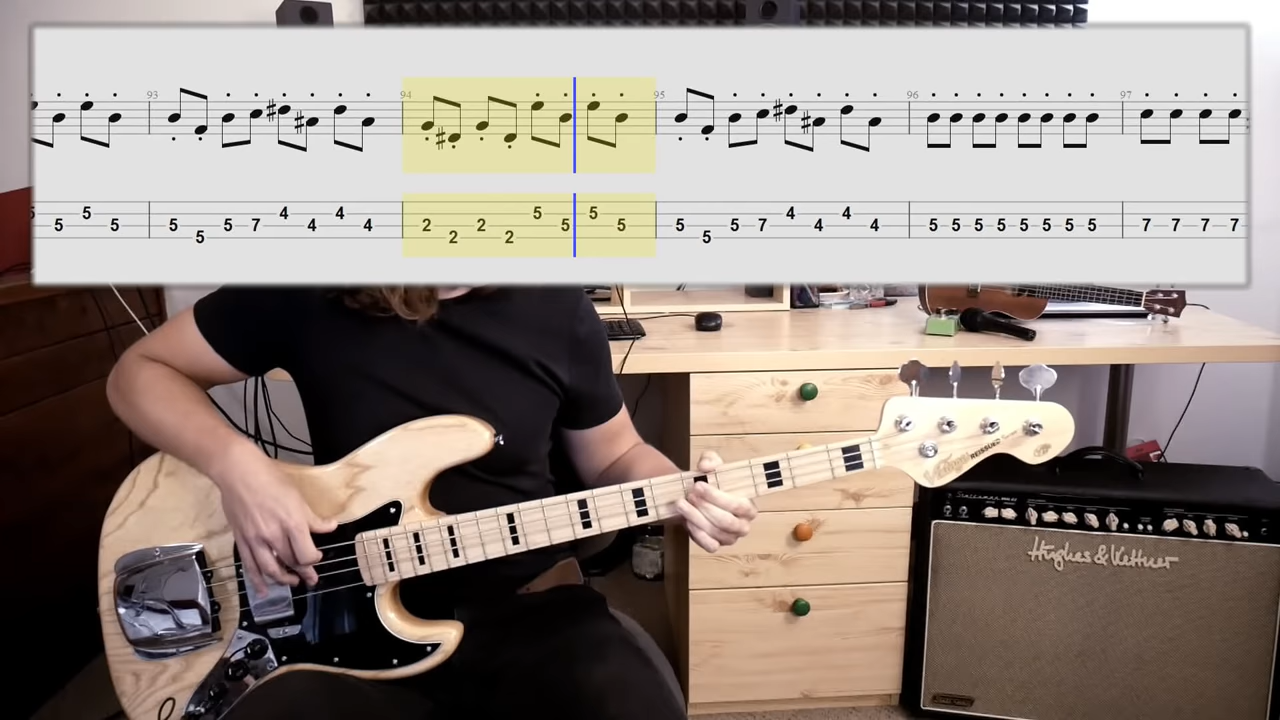 93 94 95 96 97
5 5 4 4 5 5 4 4
5 5 5 5 7 4 4 2 2 5 5 5 5 7 4 4 5 5 5 5 5 5 5 5 7 7 7 7
5 2 2 5
REISSUED
Hughes & Kettner